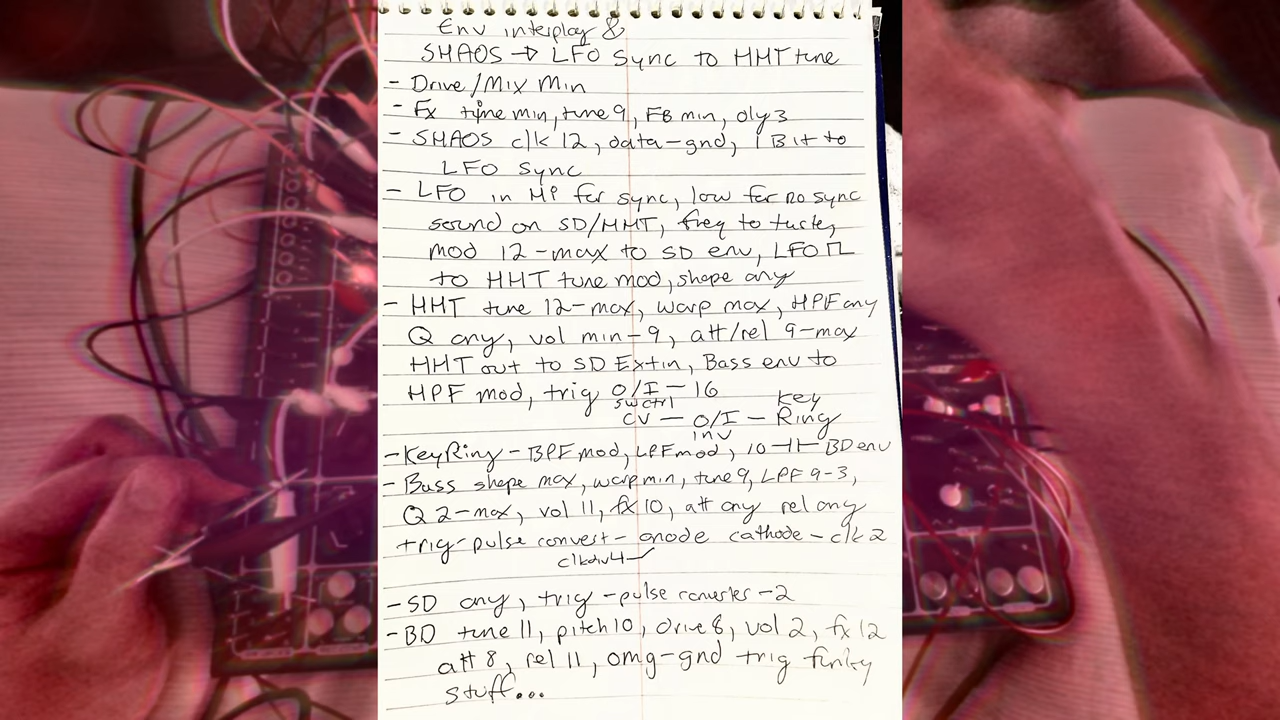 Env interplay &
SHAOS → LFO Sync to HHT tune
- Drive/Mix Min
- Fx time min, tune 9, FB min, dly 3
- SHAOS clk 12, data-gnd, 1 Bit to
LFO Sync
- LFO in HP for sync, low for no sync
sound on SD/HHT, freq to taste,
mod 12-max to SD env, LFO⊓
to HHT tune mod, shape any
- HHT tune 12-max, warp max, HPF any
Q any, vol min-9, att/rel 9-max
HHT out to SD Ext in, Bass env to
HPF mod, trig O/I - 16
sw ctrl key
CV - O/I - Ring
inv
- KeyRing - BPF mod, LPF mod, 10 ⊣⊢ BD env
- Bass shape max, warp min, tune 9, LPF 9-3,
Q 2-max, vol 11, fx 10, att any rel any
trig-pulse convert- anode cathode - clk 2
clkdiv4
- SD any, trig - pulse converter - 2
- BD tune 11, pitch 10, drive 8, vol 2, fx 12
att 8, rel 11, omg-gnd trig funky
stuff...